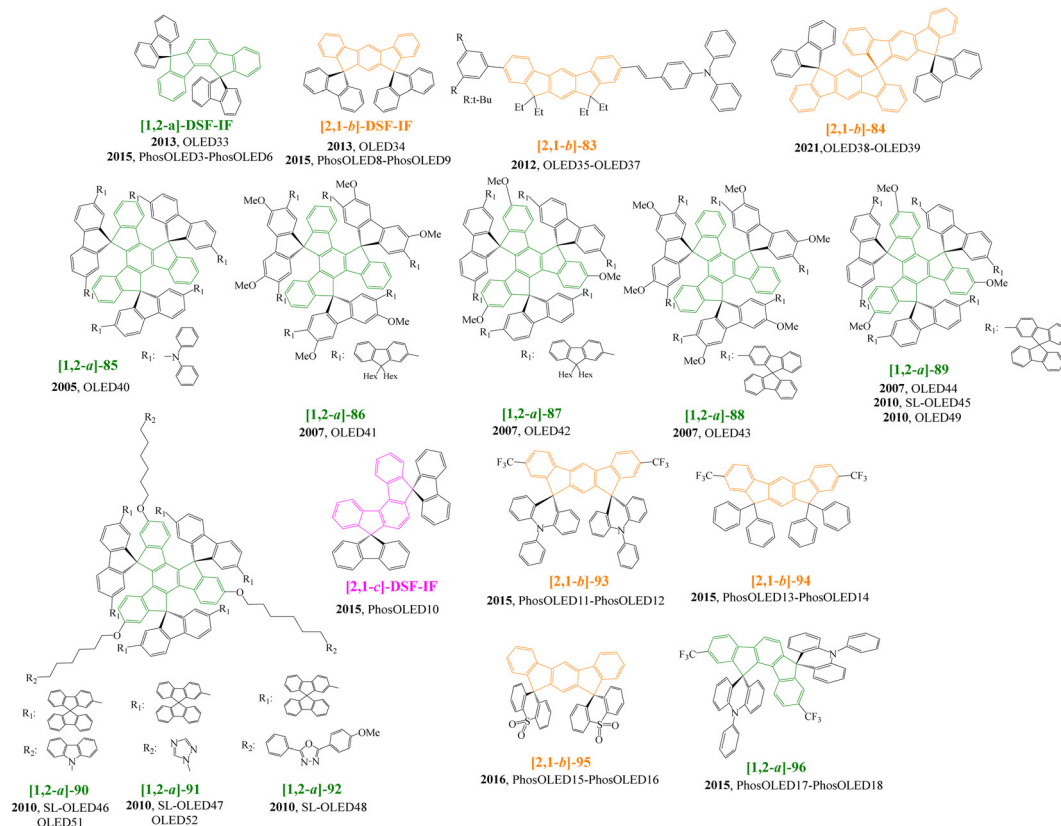 R
R
R:t-Bu
Et Et Et Et
N
[1,2-a]-DSF-IF
2013, OLED33
2015, PhosOLED3-PhosOLED6
[2,1-b]-DSF-IF
2013, OLED34
2015, PhosOLED8-PhosOLED9
[2,1-b]-83
2012, OLED35-OLED37
[2,1-b]-84
2021,OLED38-OLED39
R1
R1
R1
R1
R1
R1
[1,2-a]-85
R1:
N
2005, OLED40
MeO
R1
MeO
R1
OMe
R1
MeO
R1
R1
R1
OMe
MeO
R1:
Hex Hex
[1,2-a]-86
2007, OLED41
R1
MeO
R1
MeO
R1
OMe
R1
MeO
R1
R1
R1:
Hex Hex
[1,2-a]-87
2007, OLED42
MeO
R1
MeO
R1
OMe
R1
MeO
R1
R1
R1
OMe
MeO
R1:
[1,2-a]-88
2007, OLED43
R1
MeO
R1
R1
OMe
R1
MeO
R1
R1
R1:
[1,2-a]-89
2007, OLED44
2010, SL-OLED45
2010, OLED49
R2
O
R1
R1
R1
R1
O
O
R1
R1
R2
R2
R1:
R2:
N
[1,2-a]-90
2010, SL-OLED46
OLED51
R1:
R2:
N
N
N
[1,2-a]-91
2010, SL-OLED47
OLED52
R1:
R2:
O
N-N
OMe
[1,2-a]-92
2010, SL-OLED48
[2,1-c]-DSF-IF
2015, PhosOLED10
F3C
CF3
N
N
[2,1-b]-93
2015, PhosOLED11-PhosOLED12
F3C
CF3
[2,1-b]-94
2015, PhosOLED13-PhosOLED14
S
O
O
S
O
O
[2,1-b]-95
2016, PhosOLED15-PhosOLED16
F3C
N
N
CF3
[1,2-a]-96
2015, PhosOLED17-PhosOLED18